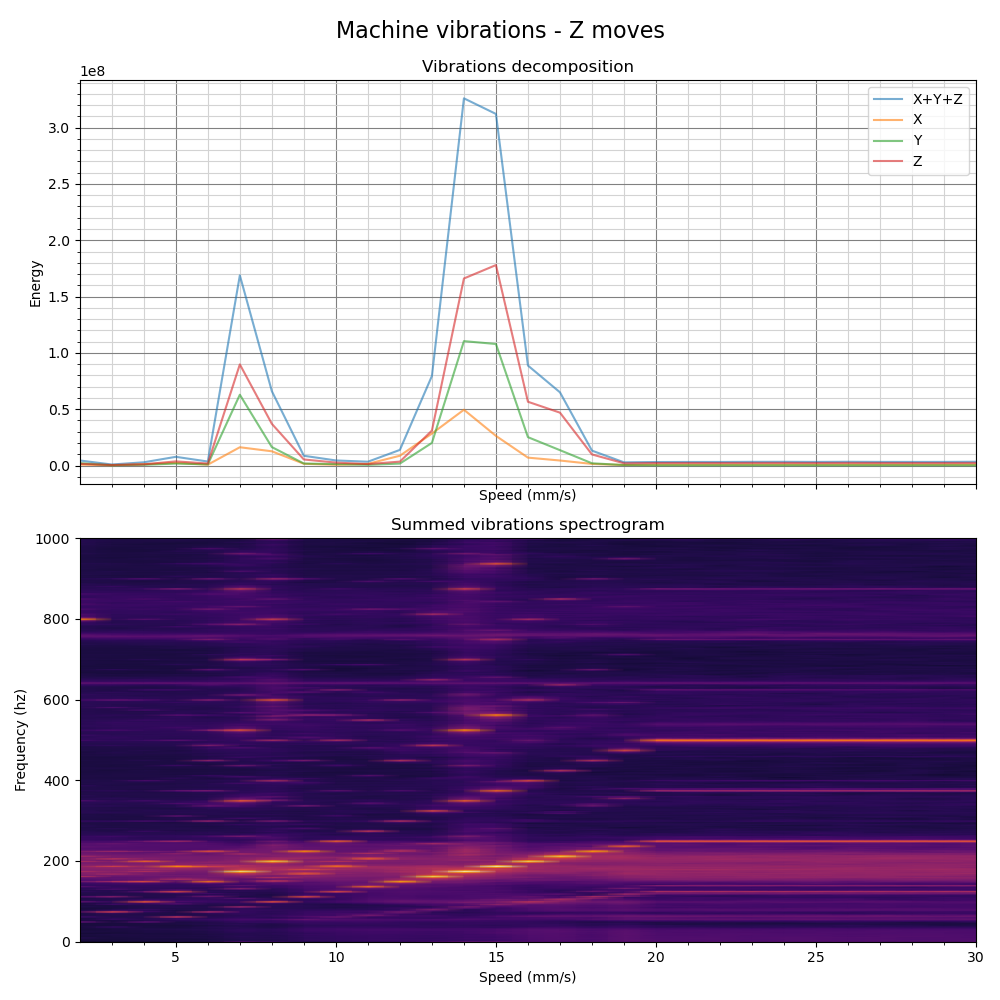 Machine vibrations - Z moves
Vibrations decomposition
1e8
X+Y+Z
X
Y
Z
3.0
2.5
2.0
1.5
1.0
0.5
0.0
Energy
Speed (mm/s)
Summed vibrations spectrogram
1000
800
600
400
200
0
Frequency (hz)
5
10
15
20
25
30
Speed (mm/s)